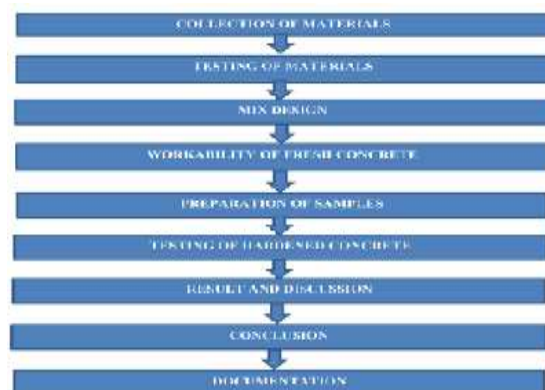 COLLECTION OF MATERIALS
TESTING OF MATERIALS
MIX DESIGN
WORKABILITY OF FRESH CONCRETE
PREPARATION OF SAMPLES
TESTING OF HARDENED CONCRETE
RESULT AND DISCUSSION
CONCLUSION
DOCUMENTATION